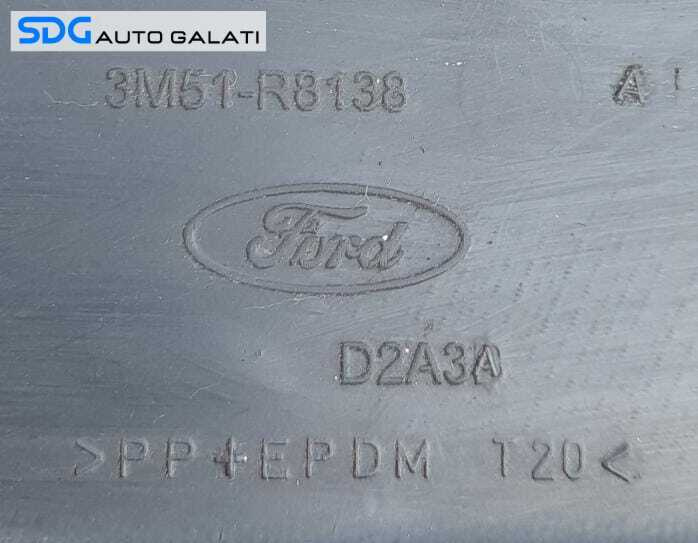 SDG AUTO GALATI
3M51-R8138 A
Ford
D2A3A
>PP+EPDM T20<